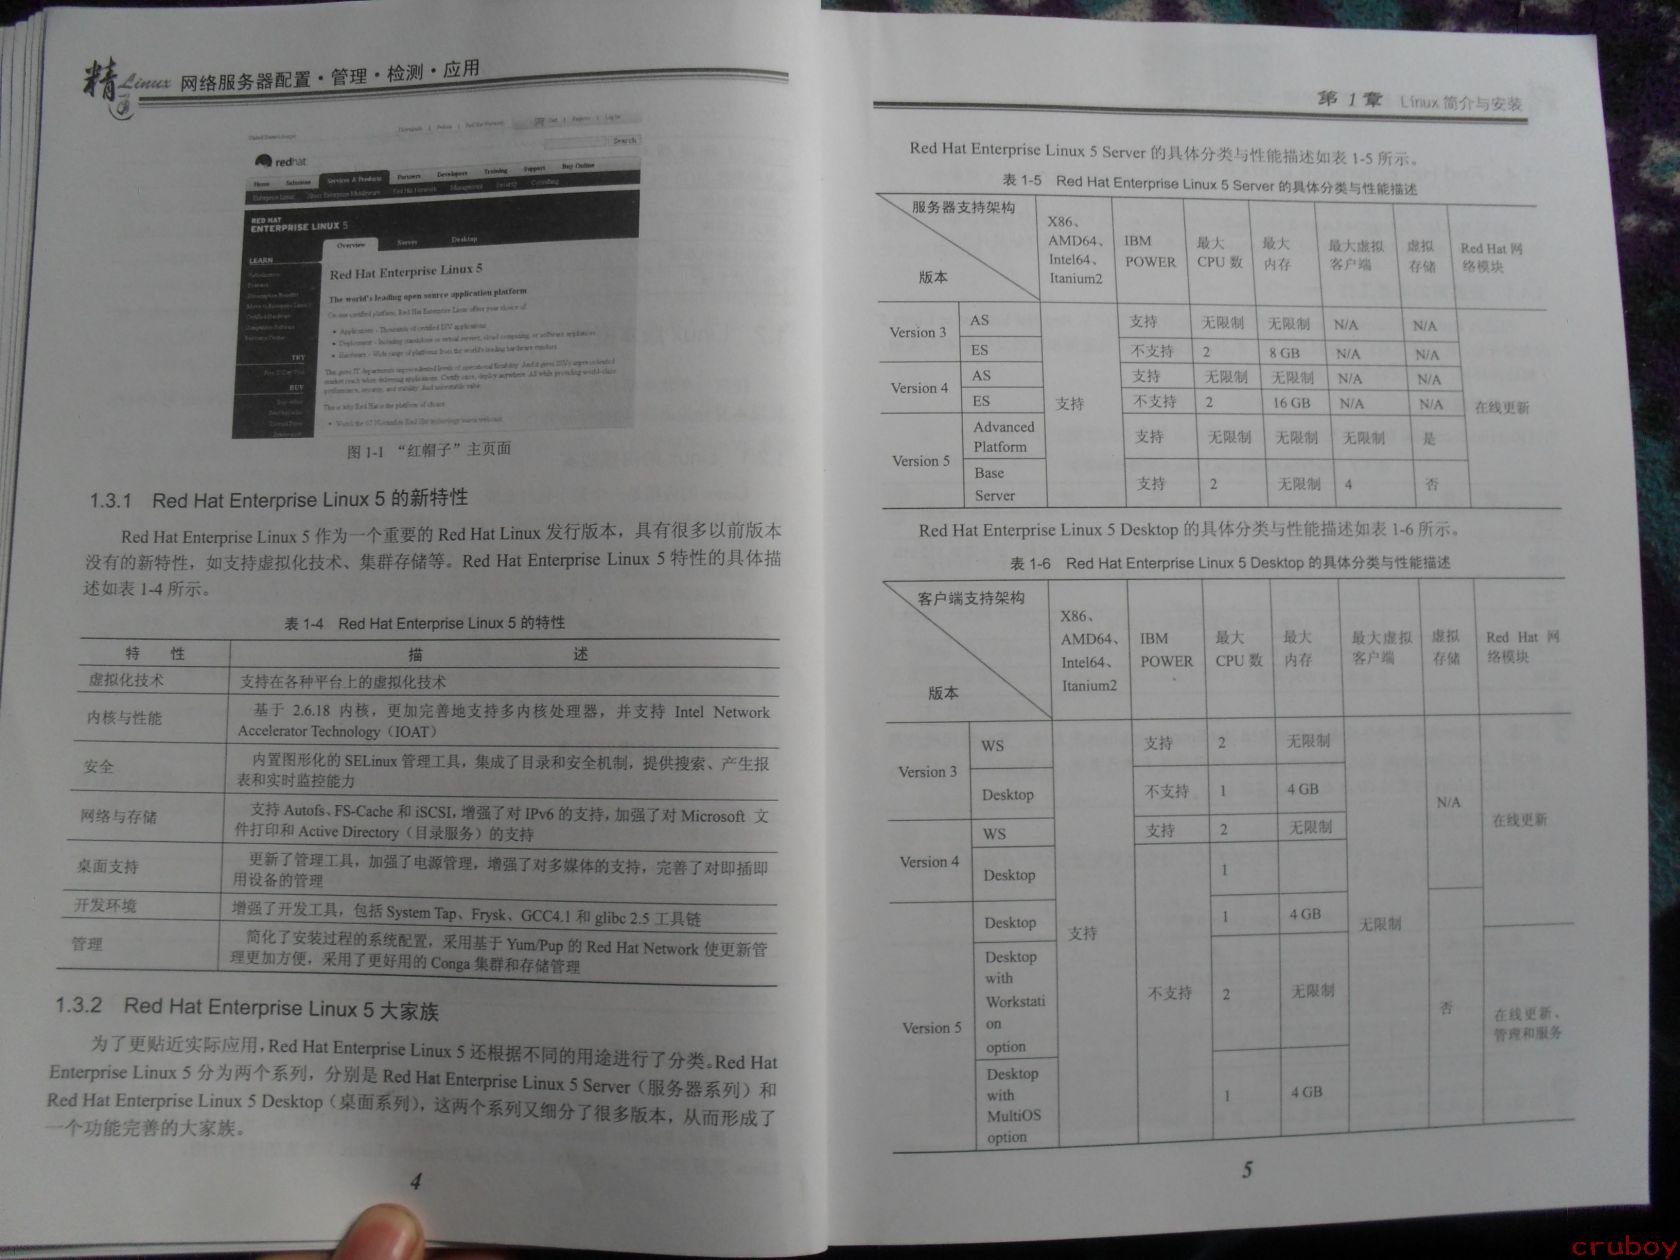 精通 Linux 网络服务器配置·管理·检测·应用
redhat
Search
Home Solutions Services & Products Partners Developers Training Support Buy Online
RED HAT
ENTERPRISE LINUX 5
Overview Server Desktop
LEARN
Red Hat Enterprise Linux 5
The world's leading open source application platform
TRY
BUY
图 1-1 “红帽子”主页面
1.3.1 Red Hat Enterprise Linux 5 的新特性
Red Hat Enterprise Linux 5 作为一个重要的 Red Hat Linux 发行版本，具有很多以前版本
没有的新特性，如支持虚拟化技术、集群存储等。Red Hat Enterprise Linux 5 特性的具体描
述如表 1-4 所示。
表 1-4 Red Hat Enterprise Linux 5 的特性
特 性 描 述
虚拟化技术 支持在各种平台上的虚拟化技术
内核与性能 基于 2.6.18 内核，更加完善地支持多内核处理器，并支持 Intel Network
Accelerator Technology（IOAT）
安全 内置图形化的 SELinux 管理工具，集成了目录和安全机制，提供搜索、产生报
表和实时监控能力
网络与存储 支持 Autofs、FS-Cache 和 iSCSI，增强了对 IPv6 的支持，加强了对 Microsoft 文
件打印和 Active Directory（目录服务）的支持
桌面支持 更新了管理工具，加强了电源管理，增强了对多媒体的支持，完善了对即插即
用设备的管理
开发环境 增强了开发工具，包括 System Tap、Frysk、GCC4.1 和 glibc 2.5 工具链
管理 简化了安装过程的系统配置，采用基于 Yum/Pup 的 Red Hat Network 使更新管
理更加方便，采用了更好用的 Conga 集群和存储管理
1.3.2 Red Hat Enterprise Linux 5 大家族
为了更贴近实际应用，Red Hat Enterprise Linux 5 还根据不同的用途进行了分类。Red Hat
Enterprise Linux 5 分为两个系列，分别是 Red Hat Enterprise Linux 5 Server（服务器系列）和
Red Hat Enterprise Linux 5 Desktop（桌面系列），这两个系列又细分了很多版本，从而形成了
一个功能完善的大家族。
4
第 1 章 Linux 简介与安装
Red Hat Enterprise Linux 5 Server 的具体分类与性能描述如表 1-5 所示。
表 1-5 Red Hat Enterprise Linux 5 Server 的具体分类与性能描述
服务器支持架构
版本
X86、
AMD64、
Intel64、
Itanium2
IBM
POWER
最大
CPU 数
最大
内存
最大虚拟
客户端
虚拟
存储
Red Hat 网
络模块
Version 3
AS 支持 无限制 无限制 N/A N/A
ES 不支持 2 8 GB N/A N/A
Version 4
AS 支持 无限制 无限制 N/A N/A
ES 支持 不支持 2 16 GB N/A N/A 在线更新
Version 5
Advanced
Platform
支持 无限制 无限制 无限制 是
Base
Server
支持 2 无限制 4 否
Red Hat Enterprise Linux 5 Desktop 的具体分类与性能描述如表 1-6 所示。
表 1-6 Red Hat Enterprise Linux 5 Desktop 的具体分类与性能描述
客户端支持架构
版本
X86、
AMD64、
Intel64、
Itanium2
IBM
POWER
最大
CPU 数
最大
内存
最大虚拟
客户端
虚拟
存储
Red Hat 网
络模块
Version 3
WS 支持 2 无限制
Desktop 不支持 1 4 GB N/A
Version 4
WS 支持 2 无限制 在线更新
Desktop 1
Version 5
Desktop 支持 1 4 GB 无限制
Desktop
with
Workstati
on
option
不支持 2 无限制 否
在线更新、
管理和服务
Desktop
with
MultiOS
option
1 4 GB
5
cruboy